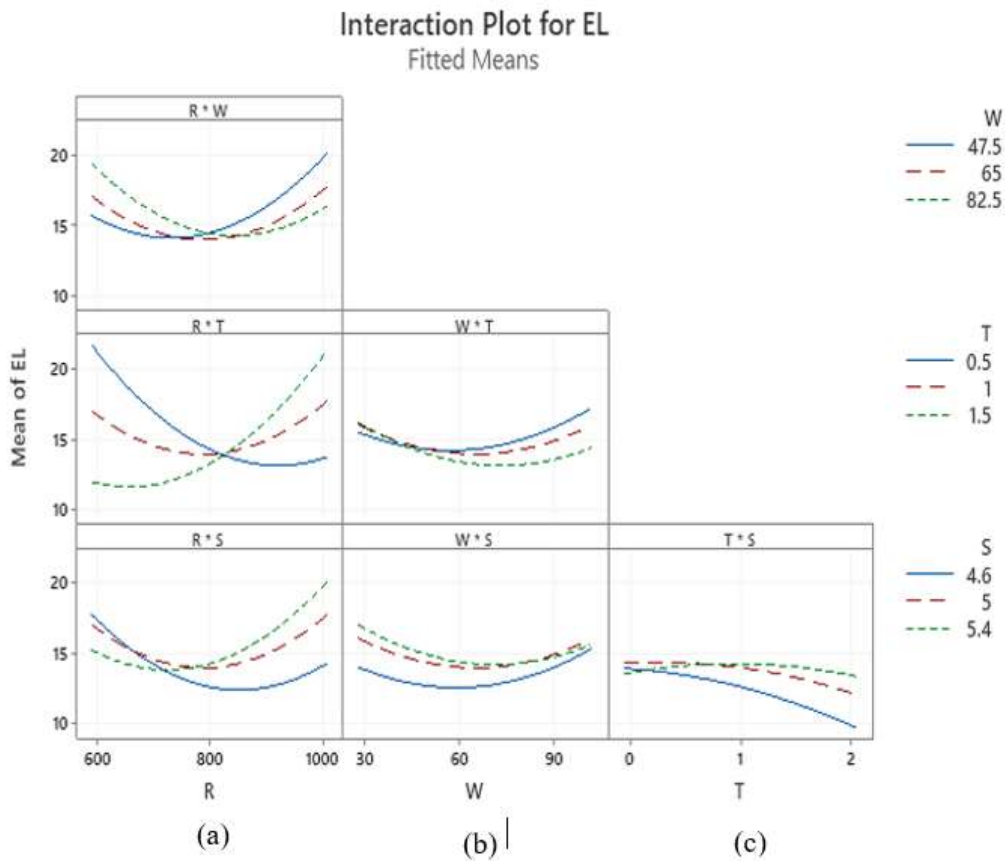 Interaction Plot for EL
Fitted Means
R * W
20
15
10
W
47.5
65
82.5
R * T
W * T
20
15
10
T
0.5
1
1.5
Mean of EL
R * S
W * S
T * S
20
15
10
S
4.6
5
5.4
600 800 1000 30 60 90 0 1 2
R W T
(a) (b) (c)